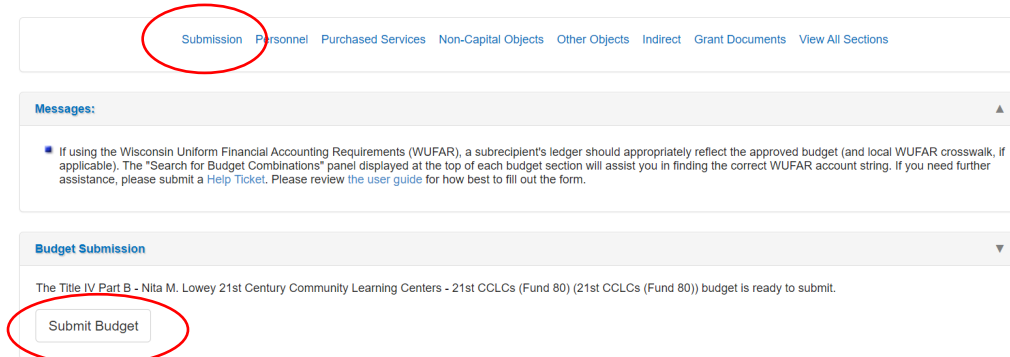 Submission Personnel Purchased Services Non-Capital Objects Other Objects Indirect Grant Documents View All Sections
Messages:
If using the Wisconsin Uniform Financial Accounting Requirements (WUFAR), a subrecipient's ledger should appropriately reflect the approved budget (and local WUFAR crosswalk, if
applicable). The "Search for Budget Combinations" panel displayed at the top of each budget section will assist you in finding the correct WUFAR account string. If you need further
assistance, please submit a Help Ticket. Please review the user guide for how best to fill out the form.
Budget Submission
The Title IV Part B - Nita M. Lowey 21st Century Community Learning Centers - 21st CCLCs (Fund 80) (21st CCLCs (Fund 80)) budget is ready to submit.
Submit Budget